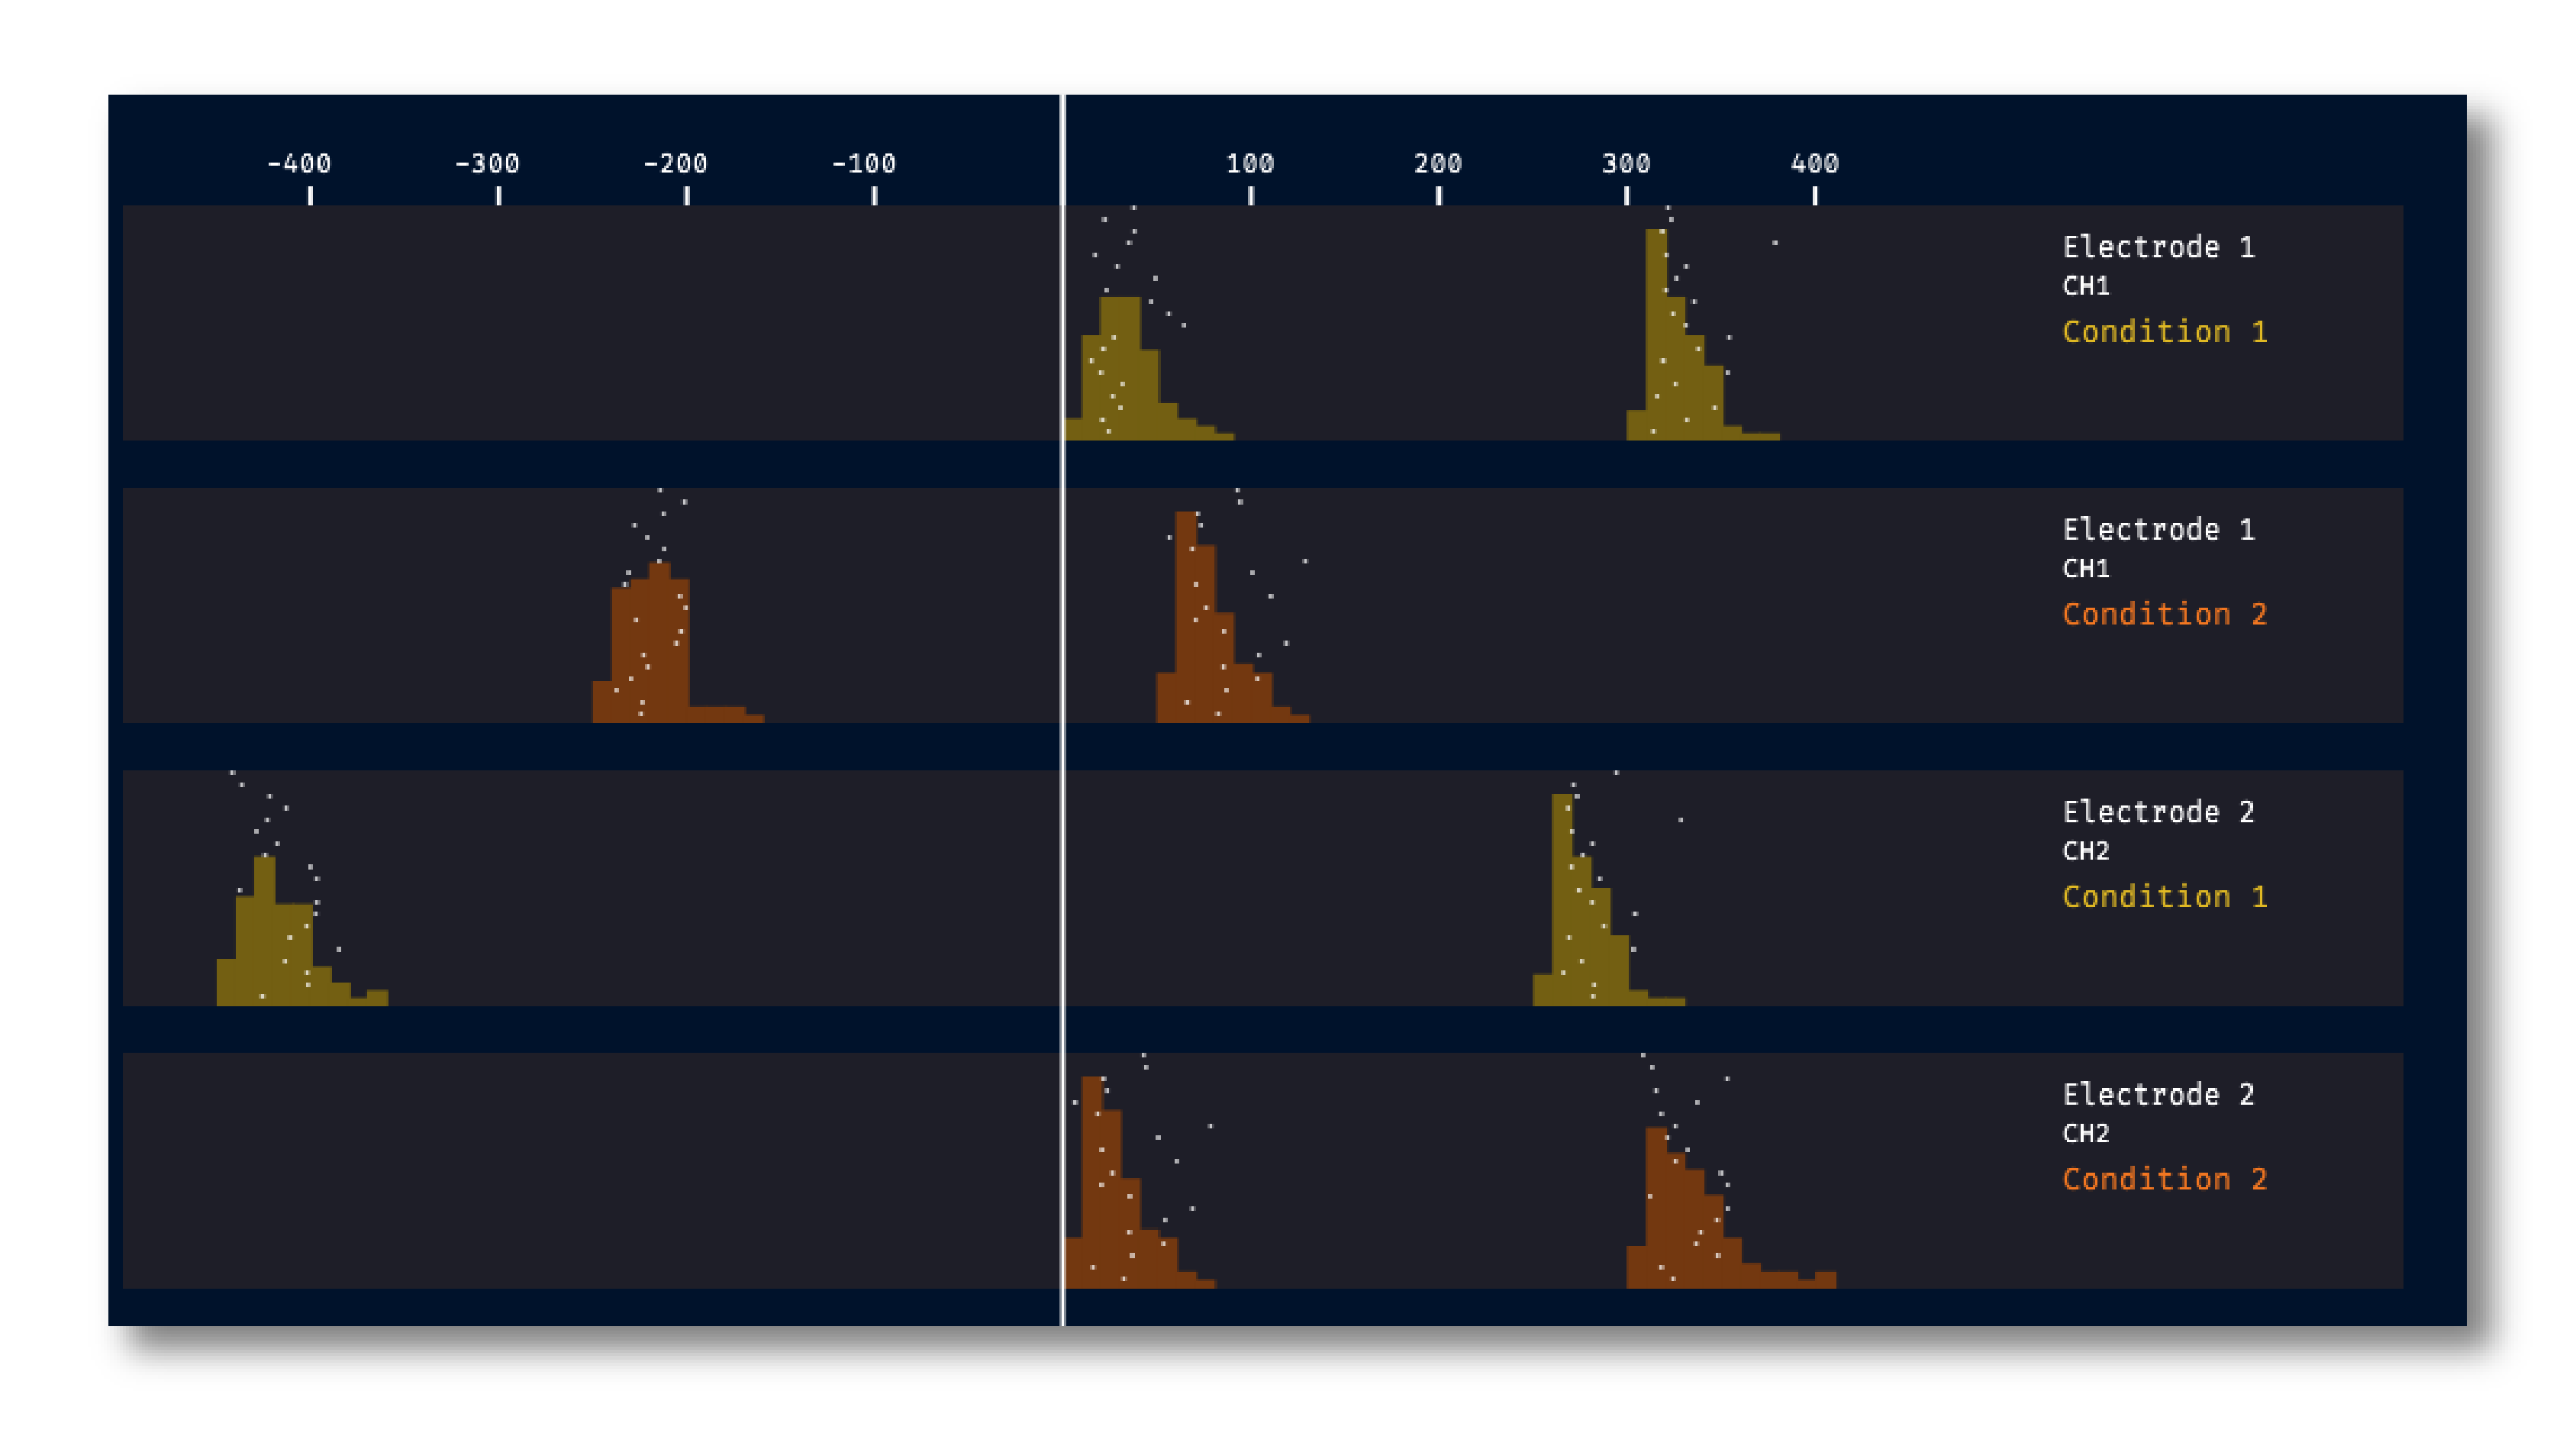 -400 -300 -200 -100 100 200 300 400
Electrode 1
CH1
Condition 1
Electrode 1
CH1
Condition 2
Electrode 2
CH2
Condition 1
Electrode 2
CH2
Condition 2